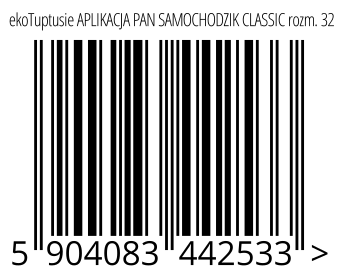 ekoTuptusie APLIKACJA PAN SAMOCHODZIK CLASSIC rozm. 32
5 904083 442533 >